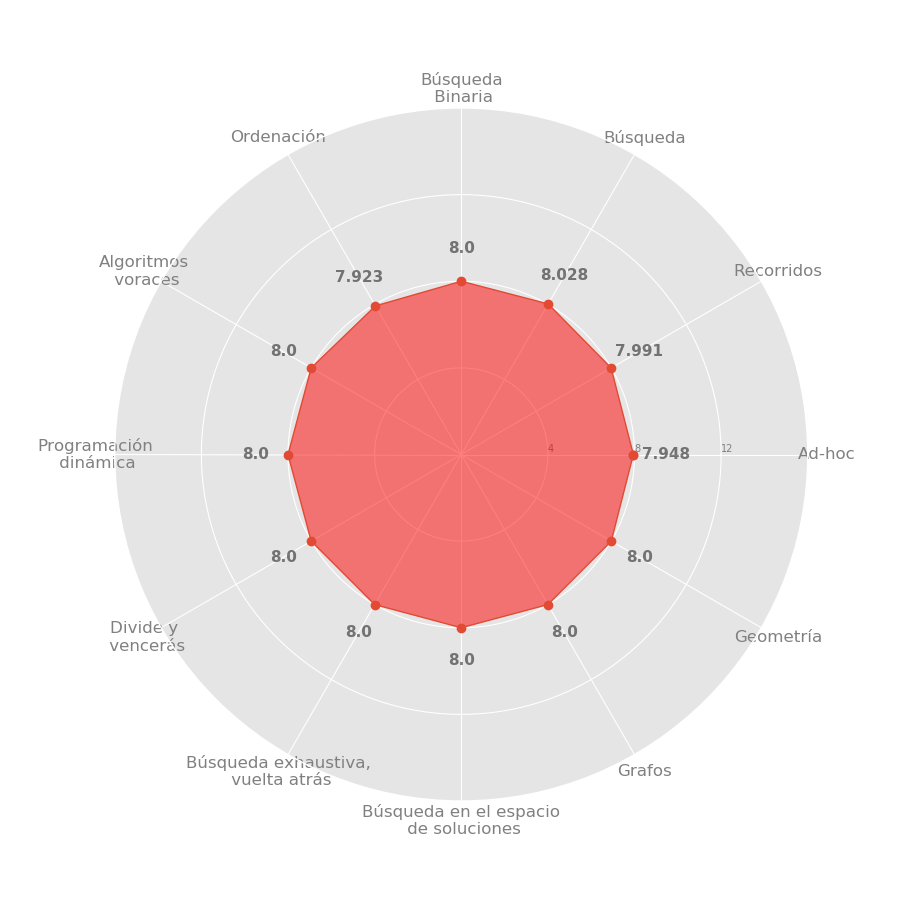 Búsqueda
Binaria
Ordenación
Búsqueda
8.0
Algoritmos
voraces
7.923
8.028
Recorridos
8.0
7.991
Programación
dinámica
8.0
4
8
12
7.948
Ad-hoc
8.0
8.0
Divide y
vencerás
8.0
8.0
Geometría
8.0
Búsqueda exhaustiva,
vuelta atrás
Grafos
Búsqueda en el espacio
de soluciones